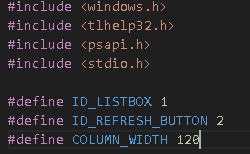 #include <windows.h>
#include <tlhelp32.h>
#include <psapi.h>
#include <stdio.h>
#define ID_LISTBOX 1
#define ID_REFRESH_BUTTON 2
#define COLUMN_WIDTH 120